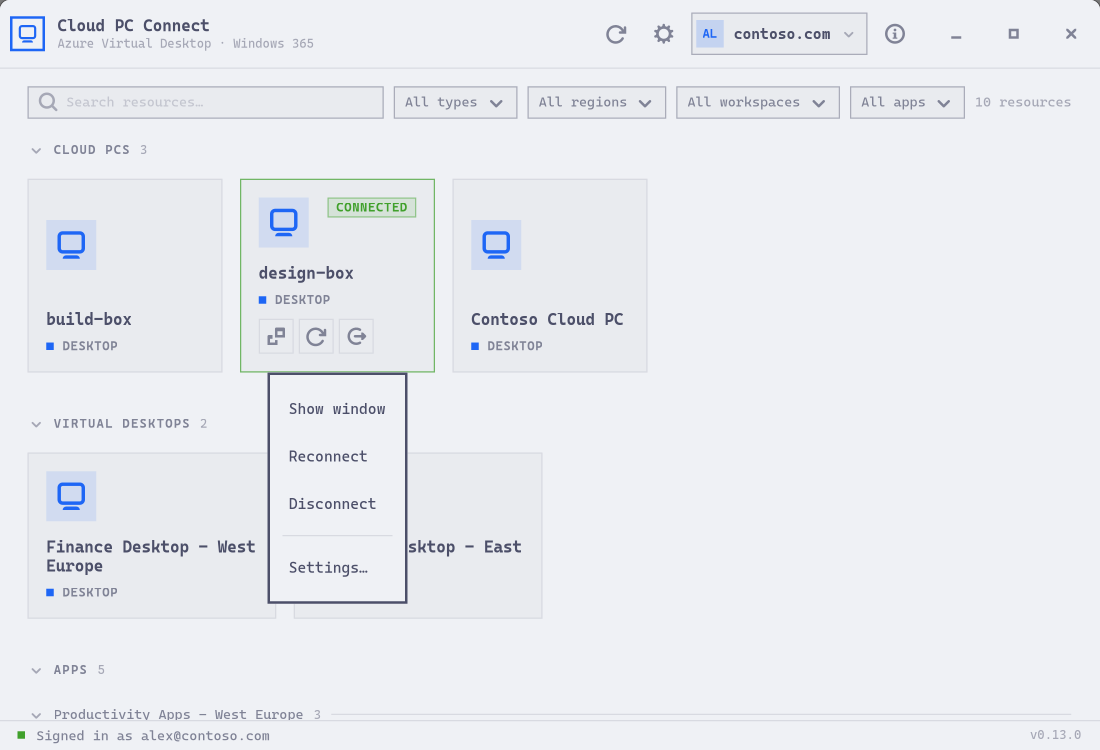 Cloud PC Connect
Azure Virtual Desktop · Windows 365
AL contoso.com
Search resources…
All types
All regions
All workspaces
All apps
10 resources
CLOUD PCS 3
CONNECTED
build-box
DESKTOP
design-box
DESKTOP
Contoso Cloud PC
DESKTOP
Show window
Reconnect
Disconnect
Settings…
VIRTUAL DESKTOPS 2
Finance Desktop - West
Europe
DESKTOP
- East
APPS 5
Productivity Apps - West Europe 3
Signed in as alex@contoso.com
v0.13.0